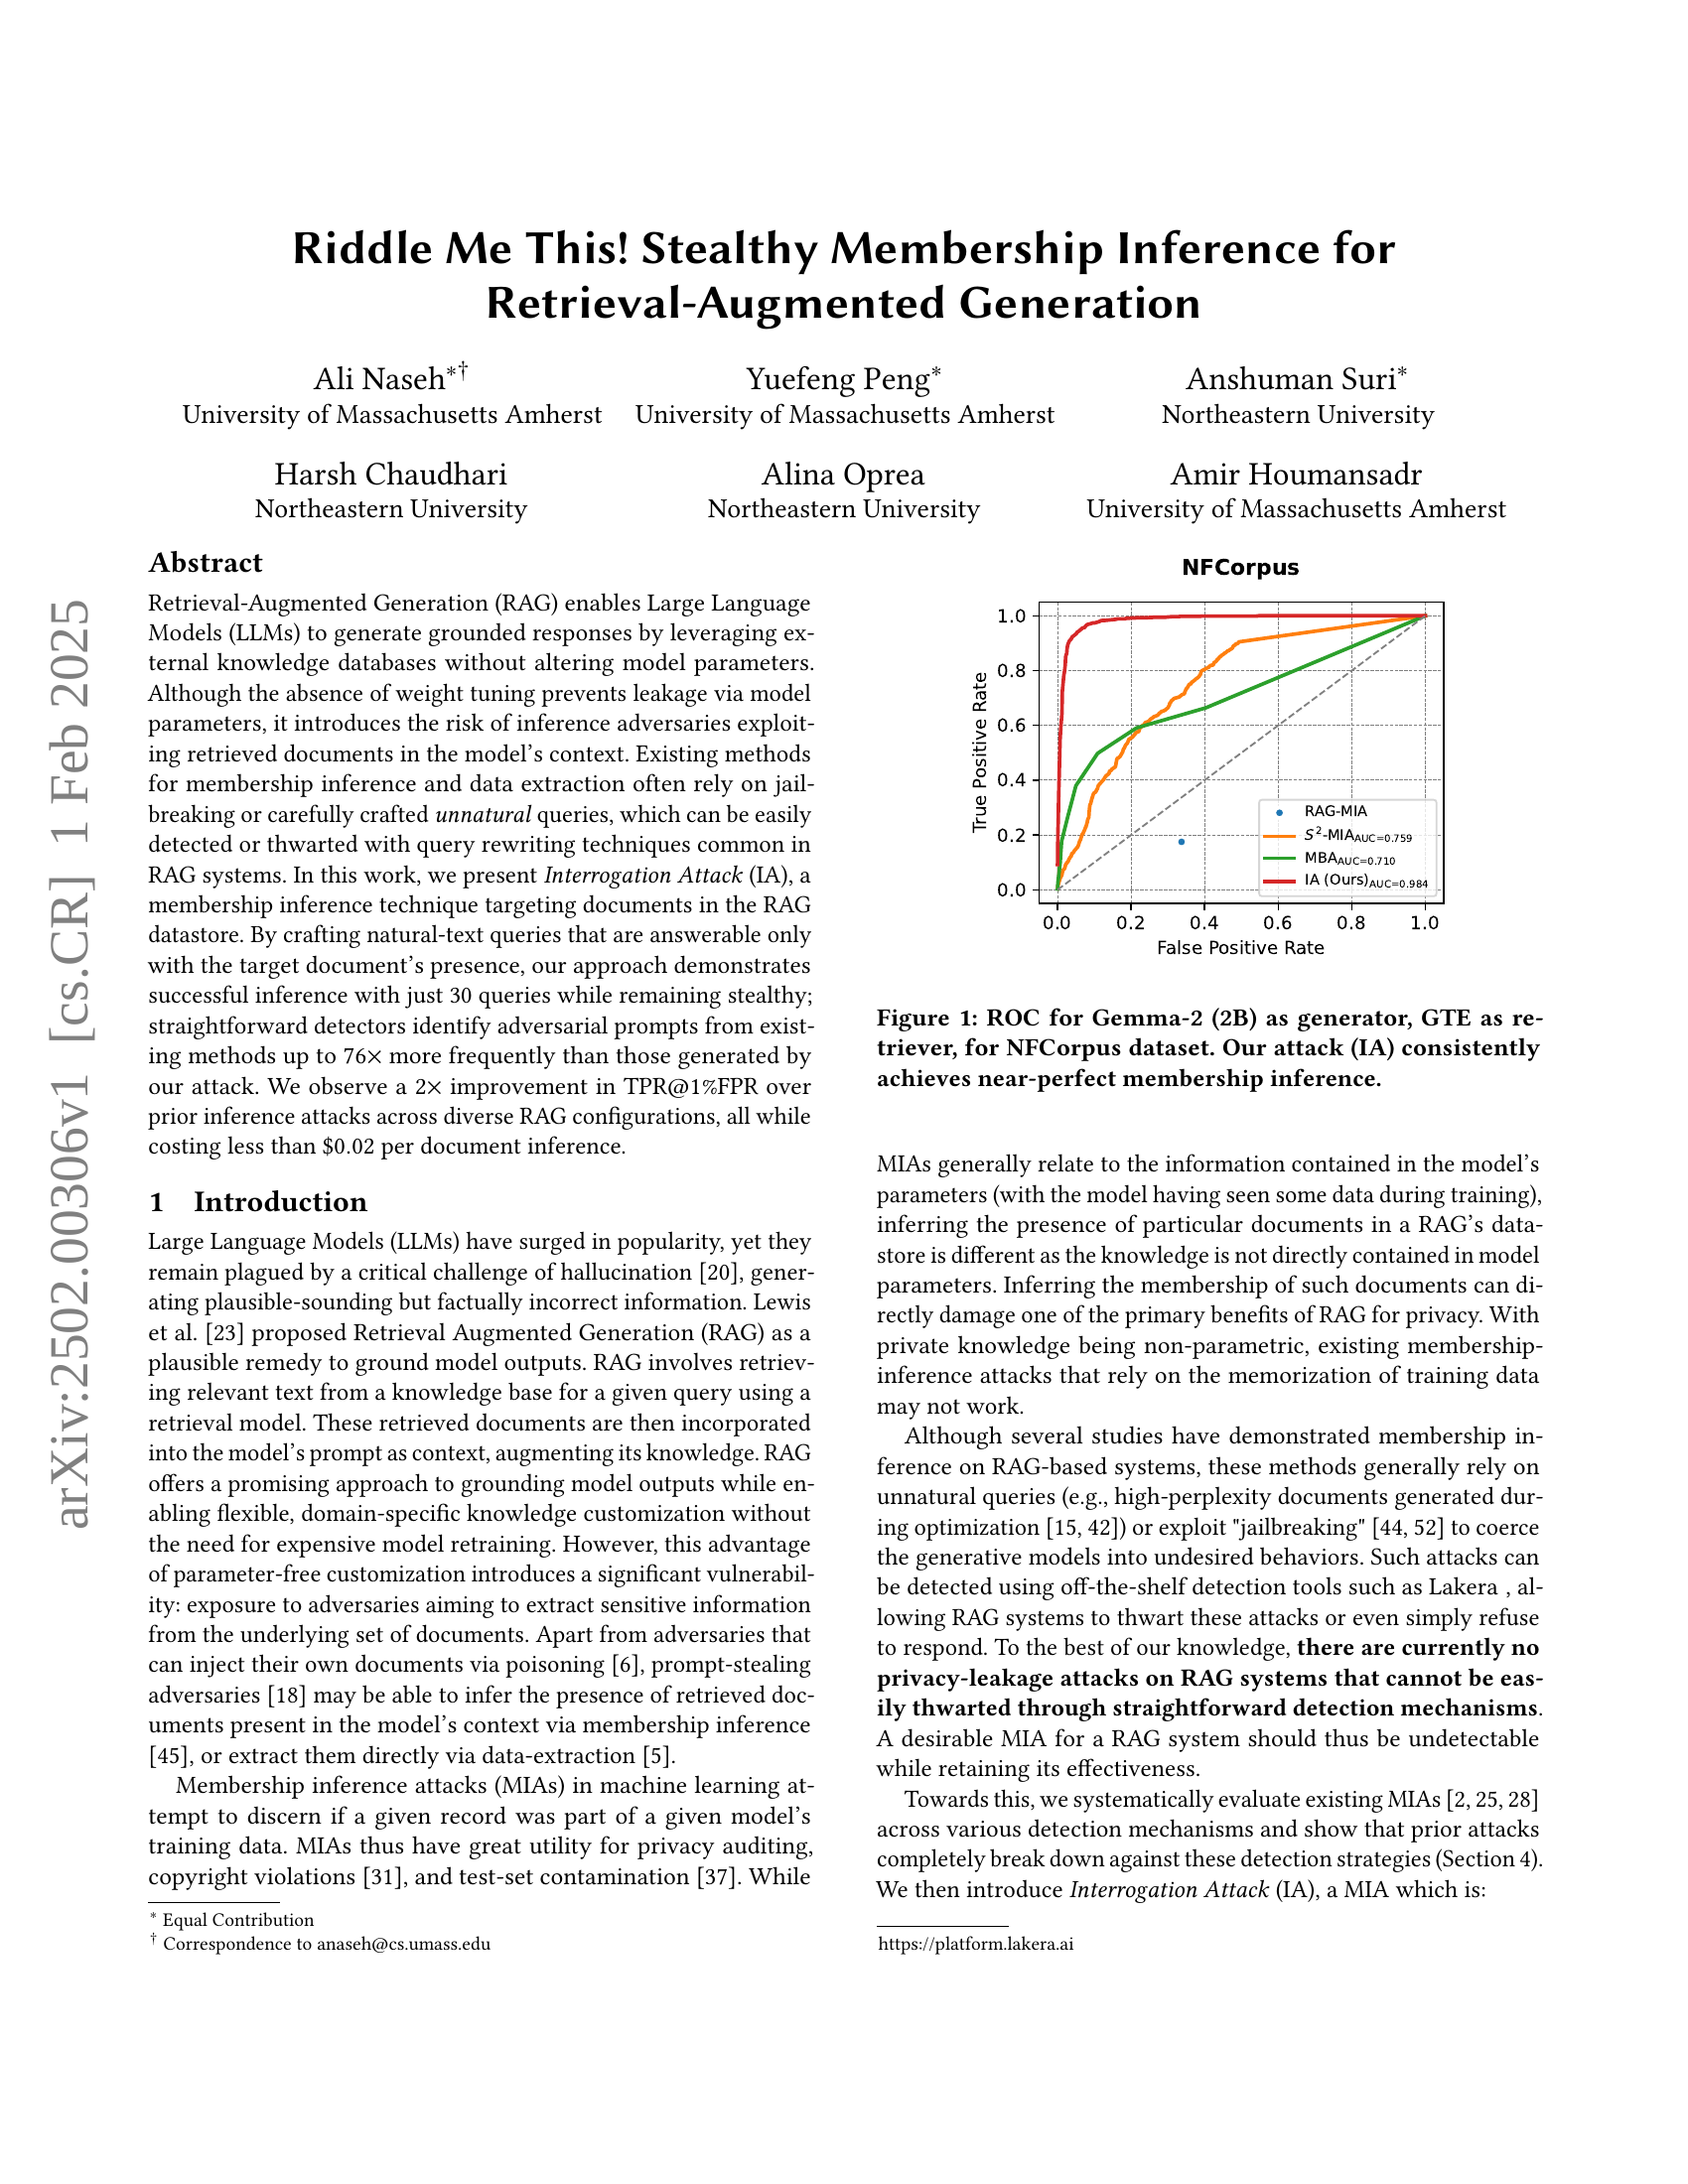 arXiv:2502.00306v1 [cs.CR] 1 Feb 2025
Riddle Me This! Stealthy Membership Inference for
Retrieval-Augmented Generation
Ali Naseh*†
University of Massachusetts Amherst
Yuefeng Peng*
University of Massachusetts Amherst
Anshuman Suri*
Northeastern University
Harsh Chaudhari
Northeastern University
Alina Oprea
Northeastern University
Amir Houmansadr
University of Massachusetts Amherst
Abstract
Retrieval-Augmented Generation (RAG) enables Large Language
Models (LLMs) to generate grounded responses by leveraging ex-
ternal knowledge databases without altering model parameters.
Although the absence of weight tuning prevents leakage via model
parameters, it introduces the risk of inference adversaries exploit-
ing retrieved documents in the model's context. Existing methods
for membership inference and data extraction often rely on jail-
breaking or carefully crafted unnatural queries, which can be easily
detected or thwarted with query rewriting techniques common in
RAG systems. In this work, we present Interrogation Attack (IA), a
membership inference technique targeting documents in the RAG
datastore. By crafting natural-text queries that are answerable only
with the target document's presence, our approach demonstrates
successful inference with just 30 queries while remaining stealthy;
straightforward detectors identify adversarial prompts from exist-
ing methods up to 76× more frequently than those generated by
our attack. We observe a 2× improvement in TPR@1%FPR over
prior inference attacks across diverse RAG configurations, all while
costing less than $0.02 per document inference.
1 Introduction
Large Language Models (LLMs) have surged in popularity, yet they
remain plagued by a critical challenge of hallucination [20], gener-
ating plausible-sounding but factually incorrect information. Lewis
et al. [23] proposed Retrieval Augmented Generation (RAG) as a
plausible remedy to ground model outputs. RAG involves retriev-
ing relevant text from a knowledge base for a given query using a
retrieval model. These retrieved documents are then incorporated
into the model's prompt as context, augmenting its knowledge. RAG
offers a promising approach to grounding model outputs while en-
abling flexible, domain-specific knowledge customization without
the need for expensive model retraining. However, this advantage
of parameter-free customization introduces a significant vulnerabil-
ity: exposure to adversaries aiming to extract sensitive information
from the underlying set of documents. Apart from adversaries that
can inject their own documents via poisoning [6], prompt-stealing
adversaries [18] may be able to infer the presence of retrieved doc-
uments present in the model's context via membership inference
[45], or extract them directly via data-extraction [5].
Membership inference attacks (MIAs) in machine learning at-
tempt to discern if a given record was part of a given model's
training data. MIAs thus have great utility for privacy auditing,
copyright violations [31], and test-set contamination [37]. While
* Equal Contribution
† Correspondence to anaseh@cs.umass.edu
NFCorpus
1.0
0.8
0.6
0.4
0.2
0.0
True Positive Rate
0.0 0.2 0.4 0.6 0.8 1.0
False Positive Rate
RAG-MIA
S²-MIA AUC=0.759
MBA AUC=0.710
IA (Ours) AUC=0.984
Figure 1: ROC for Gemma-2 (2B) as generator, GTE as re-
triever, for NFCorpus dataset. Our attack (IA) consistently
achieves near-perfect membership inference.
MIAs generally relate to the information contained in the model's
parameters (with the model having seen some data during training),
inferring the presence of particular documents in a RAG's data-
store is different as the knowledge is not directly contained in model
parameters. Inferring the membership of such documents can di-
rectly damage one of the primary benefits of RAG for privacy. With
private knowledge being non-parametric, existing membership-
inference attacks that rely on the memorization of training data
may not work.
Although several studies have demonstrated membership in-
ference on RAG-based systems, these methods generally rely on
unnatural queries (e.g., high-perplexity documents generated dur-
ing optimization [15, 42]) or exploit "jailbreaking" [44, 52] to coerce
the generative models into undesired behaviors. Such attacks can
be detected using off-the-shelf detection tools such as Lakera , al-
lowing RAG systems to thwart these attacks or even simply refuse
to respond. To the best of our knowledge, there are currently no
privacy-leakage attacks on RAG systems that cannot be eas-
ily thwarted through straightforward detection mechanisms.
A desirable MIA for a RAG system should thus be undetectable
while retaining its effectiveness.
Towards this, we systematically evaluate existing MIAs [2, 25, 28]
across various detection mechanisms and show that prior attacks
completely break down against these detection strategies (Section 4).
We then introduce Interrogation Attack (IA), a MIA which is:
https://platform.lakera.ai